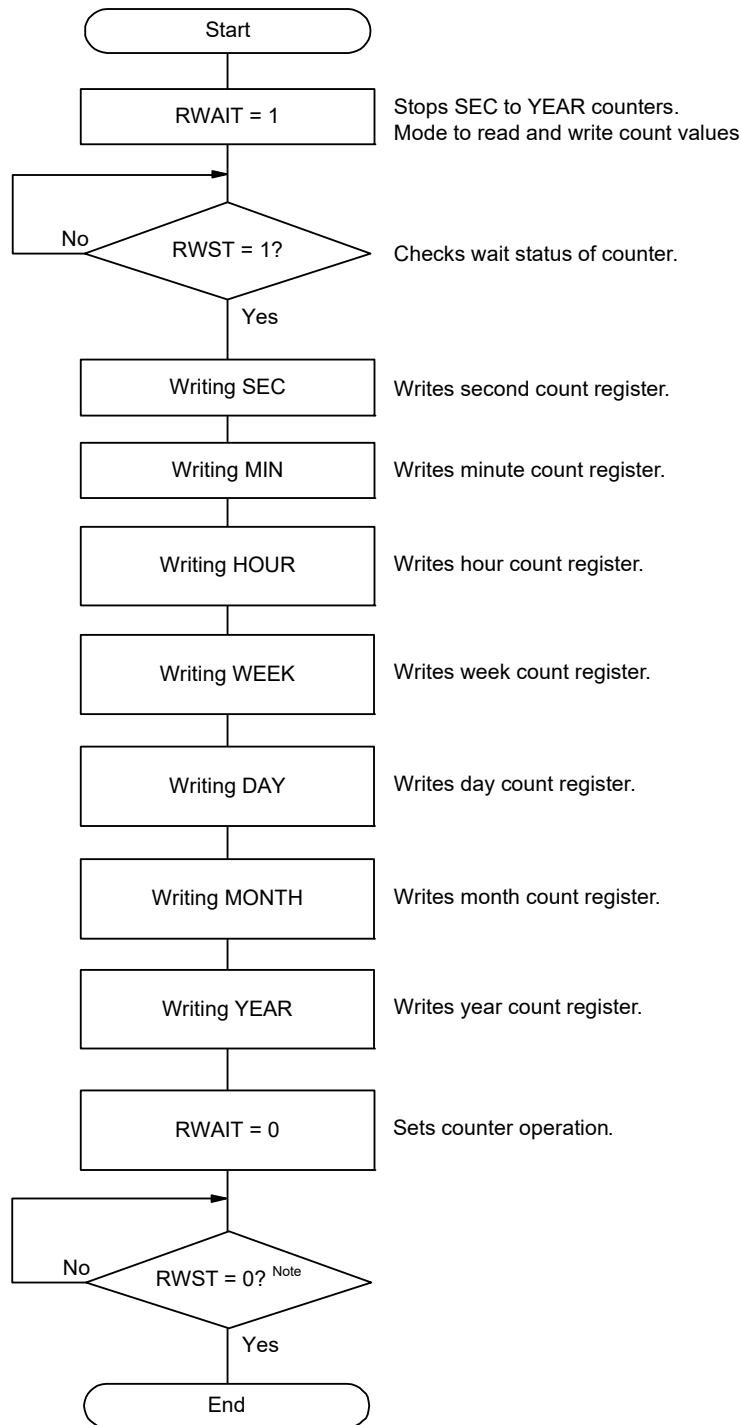 Start
RWAIT = 1
Stops SEC to YEAR counters.
Mode to read and write count values
No
RWST = 1?
Checks wait status of counter.
Yes
Writing SEC
Writes second count register.
Writing MIN
Writes minute count register.
Writing HOUR
Writes hour count register.
Writing WEEK
Writes week count register.
Writing DAY
Writes day count register.
Writing MONTH
Writes month count register.
Writing YEAR
Writes year count register.
RWAIT = 0
Sets counter operation.
No
RWST = 0? Note
Yes
End